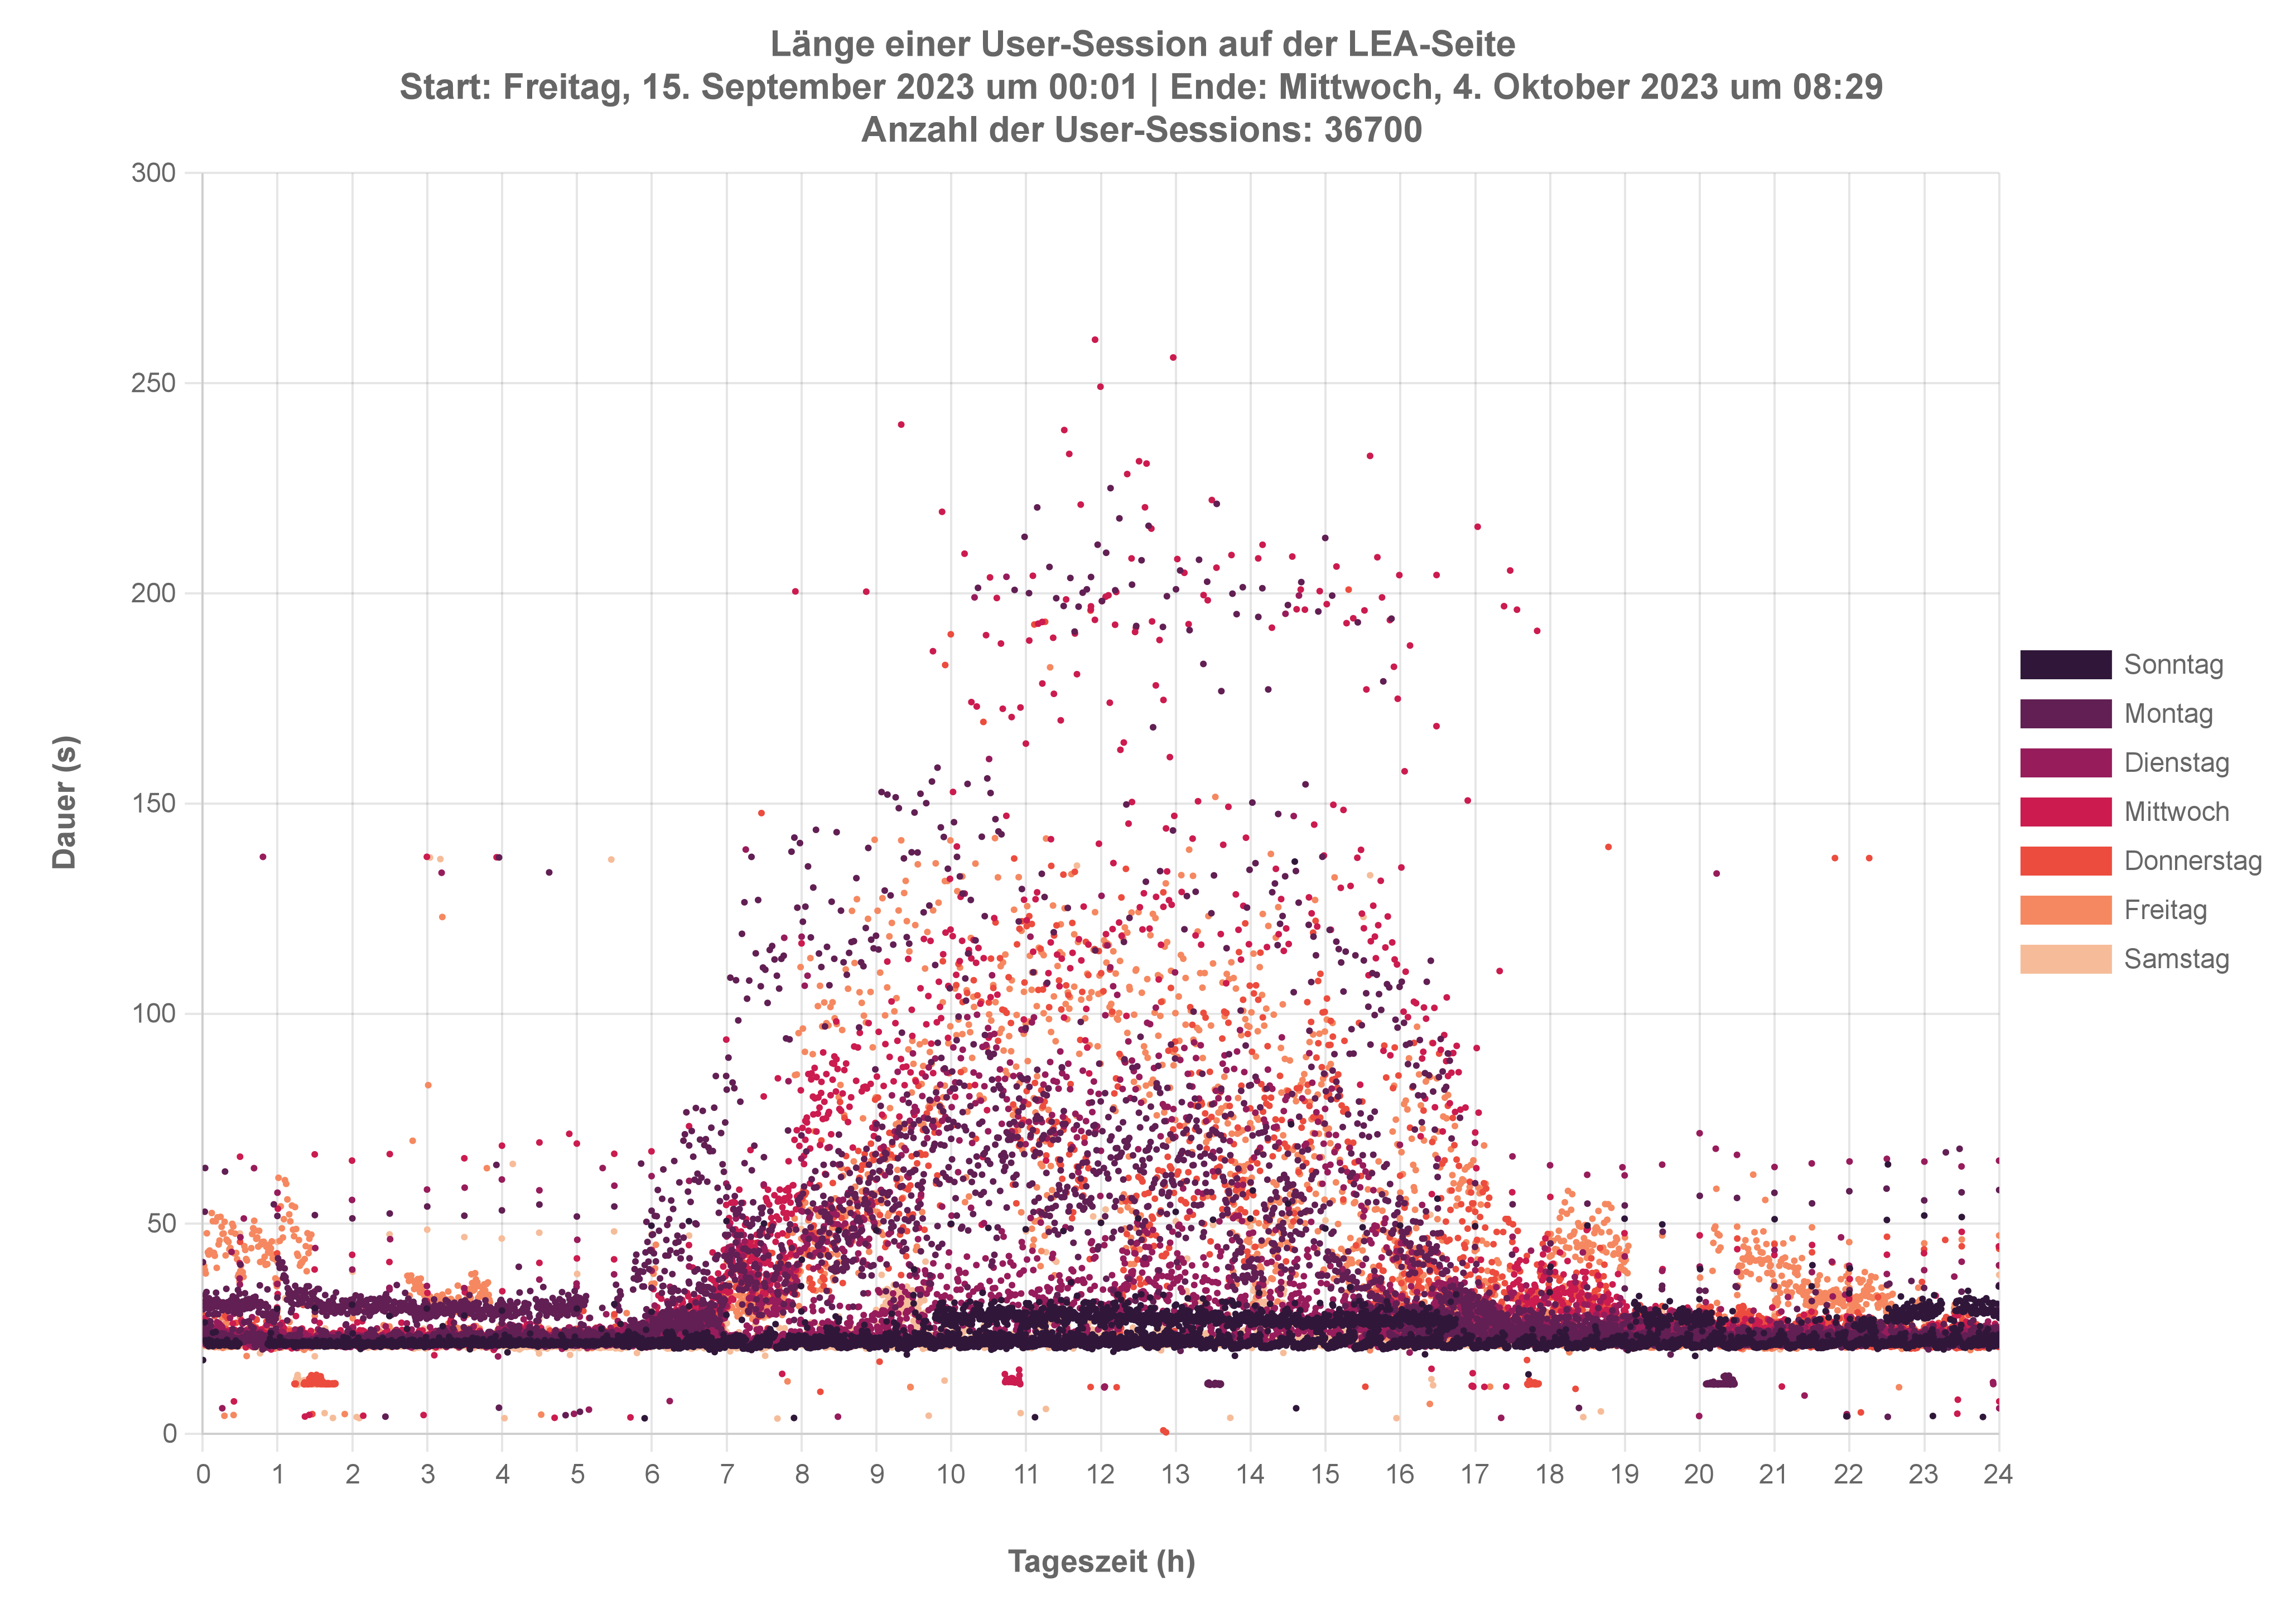 Länge einer User-Session auf der LEA-Seite
Start: Freitag, 15. September 2023 um 00:01 | Ende: Mittwoch, 4. Oktober 2023 um 08:29
Anzahl der User-Sessions: 36700
300
250
200
150
100
50
0
Dauer (s)
0 1 2 3 4 5 6 7 8 9 10 11 12 13 14 15 16 17 18 19 20 21 22 23 24
Tageszeit (h)
Sonntag
Montag
Dienstag
Mittwoch
Donnerstag
Freitag
Samstag